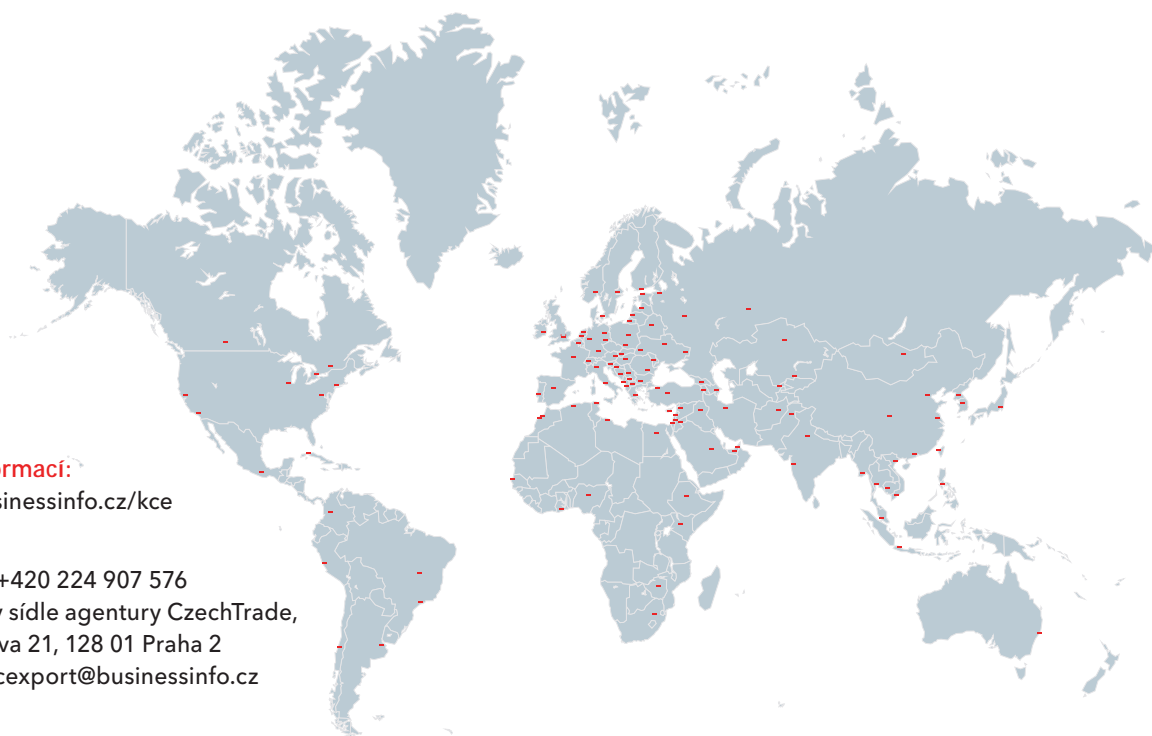 ormací:
sinessinfo.cz/kce
+420 224 907 576
v sídle agentury CzechTrade,
va 21, 128 01 Praha 2
cexport@businessinfo.cz